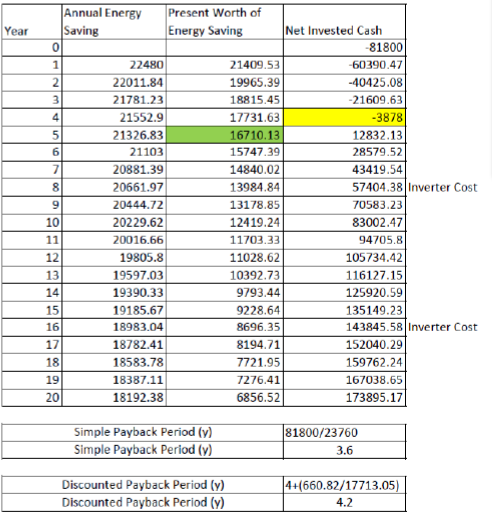 Year Annual Energy Saving Present Worth of Energy Saving Net Invested Cash
0 -81800
1 22480 21409.53 -60390.47
2 22011.84 19965.39 -40425.08
3 21781.23 18815.45 -21609.63
4 21552.9 17731.63 -3878
5 21326.83 16710.13 12832.13
6 21103 15747.39 28579.52
7 20881.39 14840.02 43419.54
8 20661.97 13984.84 57404.38 Inverter Cost
9 20444.72 13178.85 70583.23
10 20229.62 12419.24 83002.47
11 20016.66 11703.33 94705.8
12 19805.8 11028.62 105734.42
13 19597.03 10392.73 116127.15
14 19390.33 9793.44 125920.59
15 19185.67 9228.64 135149.23
16 18983.04 8696.35 143845.58 Inverter Cost
17 18782.41 8194.71 152040.29
18 18583.78 7721.95 159762.24
19 18387.11 7276.41 167038.65
20 18192.38 6856.52 173895.17
Simple Payback Period (y) 81800/23760
Simple Payback Period (y) 3.6
Discounted Payback Period (y) 4+(660.82/17713.05)
Discounted Payback Period (y) 4.2